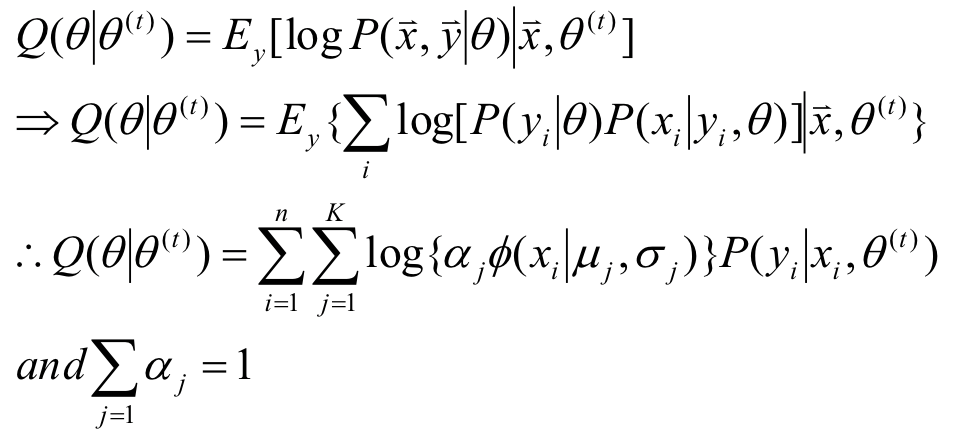 Q(θ|θ^(t)) = E_y[log P(x⃗, y⃗|θ)|x⃗, θ^(t)]
⇒ Q(θ|θ^(t)) = E_y{∑_i log[P(y_i|θ)P(x_i|y_i, θ)]|x⃗, θ^(t)}
∴ Q(θ|θ^(t)) = ∑_{i=1}^{n} ∑_{j=1}^{K} log{α_j ϕ(x_i|μ_j, σ_j)}P(y_i|x_i, θ^(t))
and ∑_{j=1} α_j = 1